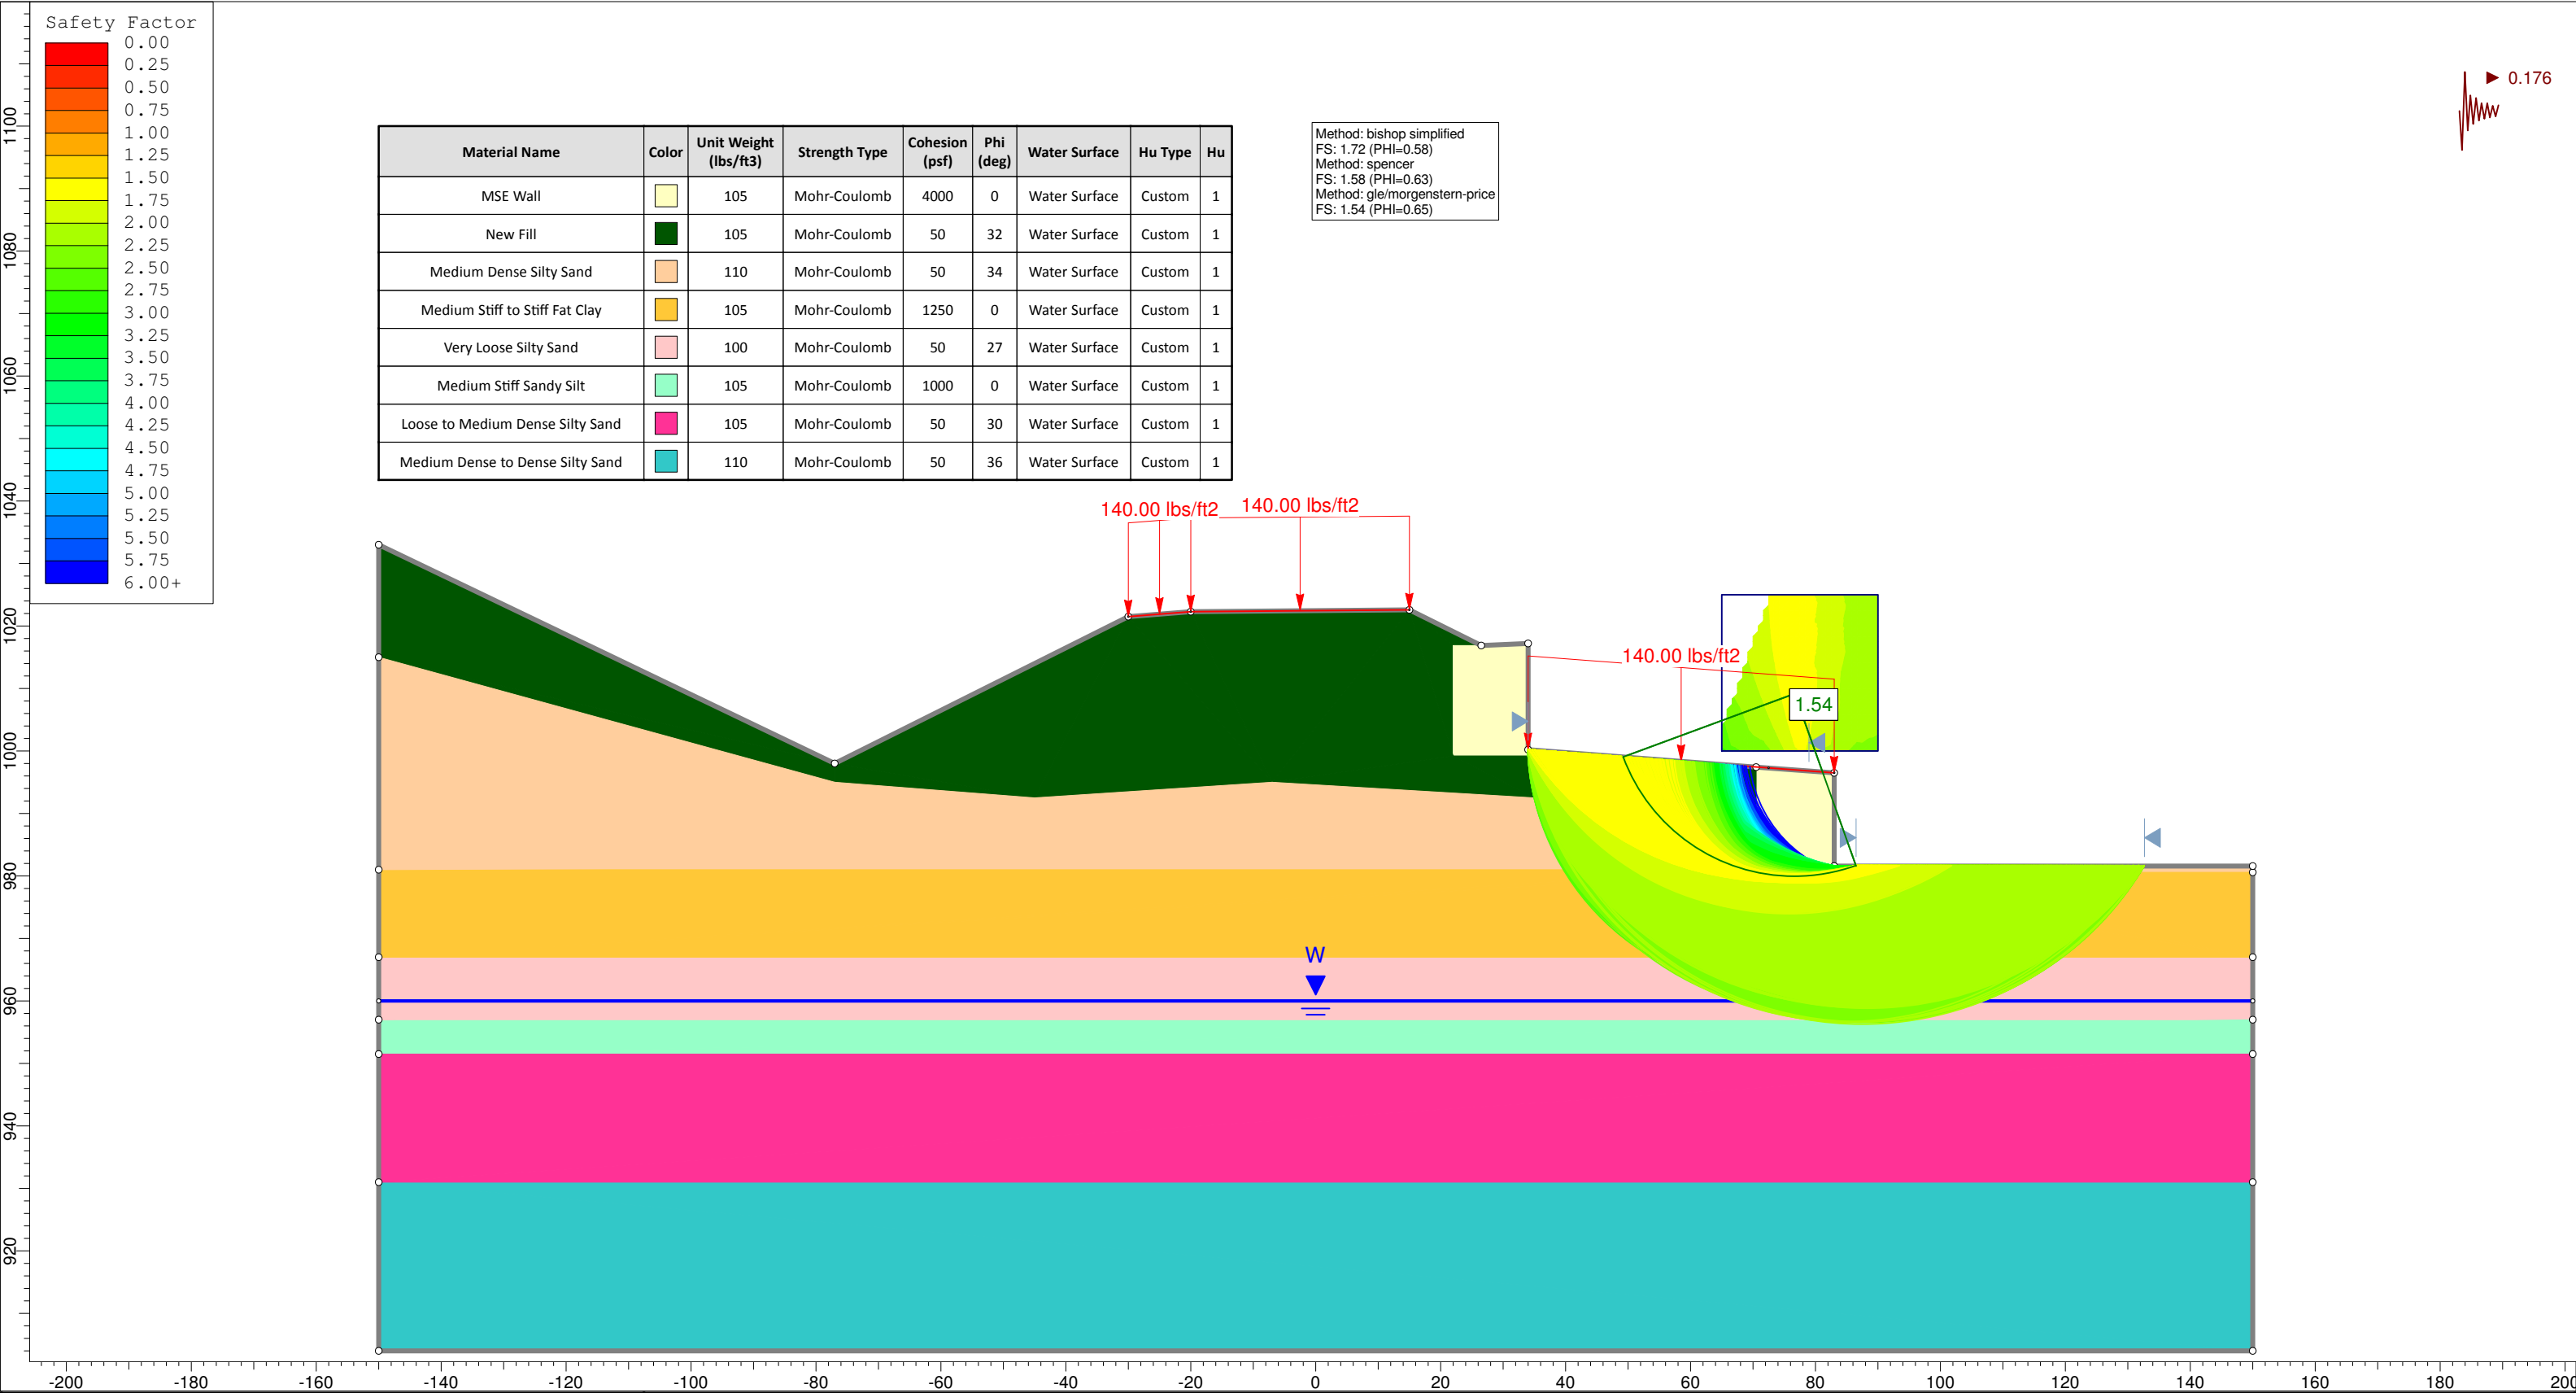 Safety Factor
0.00
0.25
0.50
0.75
1.00
1.25
1.50
1.75
2.00
2.25
2.50
2.75
3.00
3.25
3.50
3.75
4.00
4.25
4.50
4.75
5.00
5.25
5.50
5.75
6.00+
0.176
Material Name Color Unit Weight (lbs/ft3) Strength Type Cohesion (psf) Phi (deg) Water Surface Hu Type Hu
MSE Wall 105 Mohr-Coulomb 4000 0 Water Surface Custom 1
New Fill 105 Mohr-Coulomb 50 32 Water Surface Custom 1
Medium Dense Silty Sand 110 Mohr-Coulomb 50 34 Water Surface Custom 1
Medium Stiff to Stiff Fat Clay 105 Mohr-Coulomb 1250 0 Water Surface Custom 1
Very Loose Silty Sand 100 Mohr-Coulomb 50 27 Water Surface Custom 1
Medium Stiff Sandy Silt 105 Mohr-Coulomb 1000 0 Water Surface Custom 1
Loose to Medium Dense Silty Sand 105 Mohr-Coulomb 50 30 Water Surface Custom 1
Medium Dense to Dense Silty Sand 110 Mohr-Coulomb 50 36 Water Surface Custom 1
Method: bishop simplified
FS: 1.72 (PHI=0.58)
Method: spencer
FS: 1.58 (PHI=0.63)
Method: gle/morgenstern-price
FS: 1.54 (PHI=0.65)
140.00 lbs/ft2 140.00 lbs/ft2
140.00 lbs/ft2
1.54
W
1100
1080
1060
1040
1020
1000
980
960
940
920
-200 -180 -160 -140 -120 -100 -80 -60 -40 -20 0 20 40 60 80 100 120 140 160 180 200